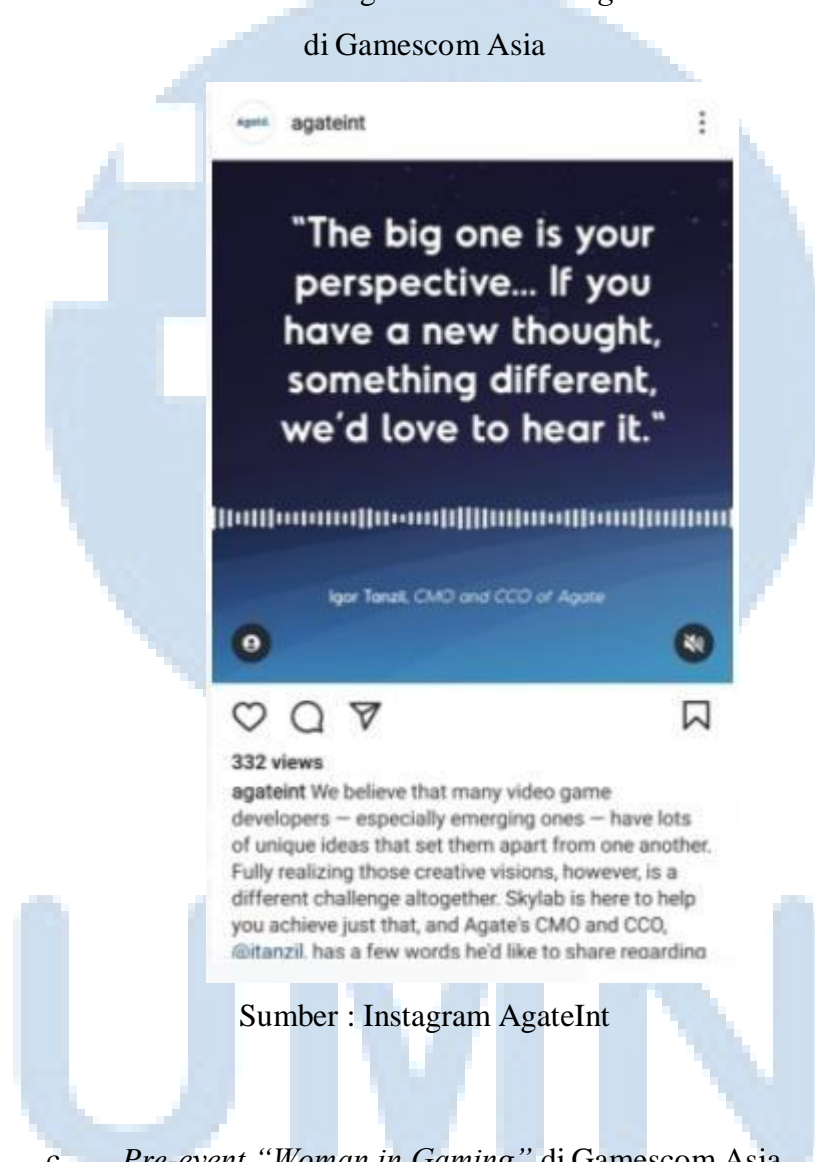 di Gamescom Asia
Agate
agateint
"The big one is your
perspective... If you
have a new thought,
something different,
we'd love to hear it."
Igor Tanzil, CMO and CCO of Agate
332 views
agateint We believe that many video game
developers — especially emerging ones — have lots
of unique ideas that set them apart from one another.
Fully realizing those creative visions, however, is a
different challenge altogether. Skylab is here to help
you achieve just that, and Agate's CMO and CCO,
@itanzil, has a few words he'd like to share regarding
Sumber : Instagram AgateInt
UMN
Pre-event “Woman in Gaming” di Gamescom Asia